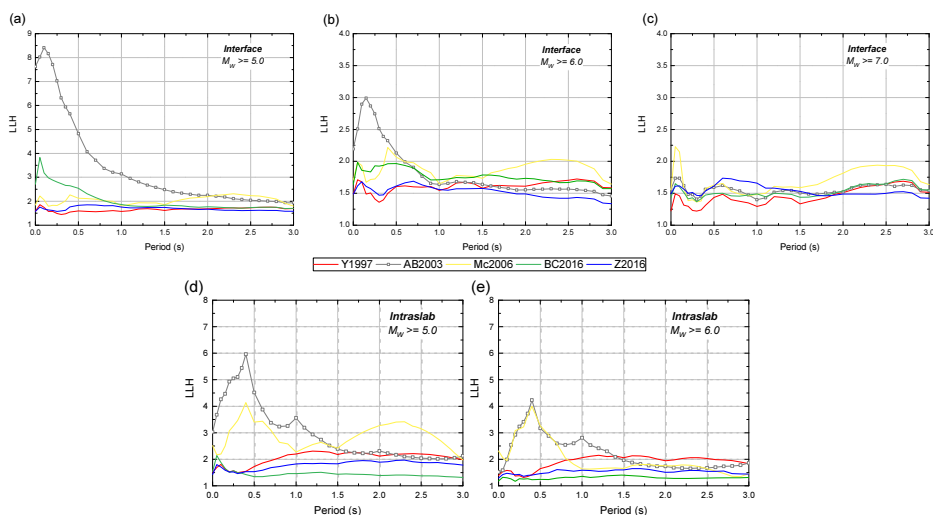 (a)
Interface
Mw >= 5.0
9
8
7
6
5
4
3
2
1
LLH
0.0 0.5 1.0 1.5 2.0 2.5 3.0
Period (s)
(b)
Interface
Mw >= 6.0
4.0
3.5
3.0
2.5
2.0
1.5
1.0
LLH
0.0 0.5 1.0 1.5 2.0 2.5 3.0
Period (s)
(c)
Interface
Mw >= 7.0
4.0
3.5
3.0
2.5
2.0
1.5
1.0
LLH
0.0 0.5 1.0 1.5 2.0 2.5 3.0
Period (s)
Y1997 AB2003 Mc2006 BC2016 Z2016
(d)
Intraslab
Mw >= 5.0
8
7
6
5
4
3
2
1
LLH
0.0 0.5 1.0 1.5 2.0 2.5 3.0
Period (s)
(e)
Intraslab
Mw >= 6.0
8
7
6
5
4
3
2
1
LLH
0.0 0.5 1.0 1.5 2.0 2.5 3.0
Period (s)